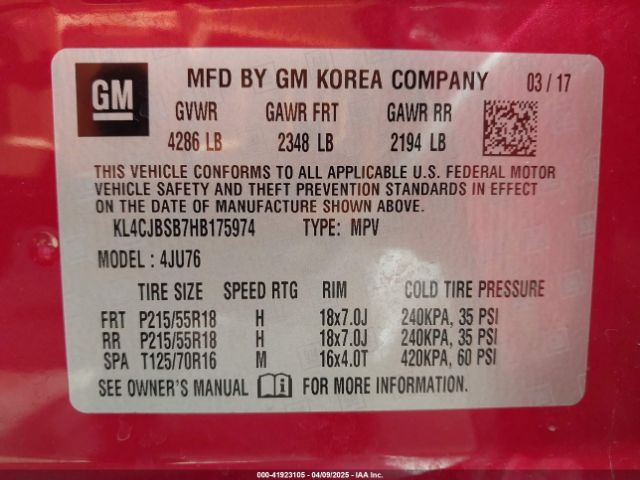 GM MFD BY GM KOREA COMPANY 03/17
GVWR GAWR FRT GAWR RR
4286 LB 2348 LB 2194 LB
THIS VEHICLE CONFORMS TO ALL APPLICABLE U.S. FEDERAL MOTOR
VEHICLE SAFETY AND THEFT PREVENTION STANDARDS IN EFFECT
ON THE DATE OF MANUFACTURE SHOWN ABOVE.
KL4CJBSB7HB175974 TYPE: MPV
MODEL : 4JU76
TIRE SIZE SPEED RTG RIM COLD TIRE PRESSURE
FRT P215/55R18 H 18x7.0J 240KPA, 35 PSI
RR P215/55R18 H 18x7.0J 240KPA, 35 PSI
SPA T125/70R16 M 16x4.0T 420KPA, 60 PSI
SEE OWNER'S MANUAL i FOR MORE INFORMATION.
000-41923105 - 04/09/2025 - IAA Inc.